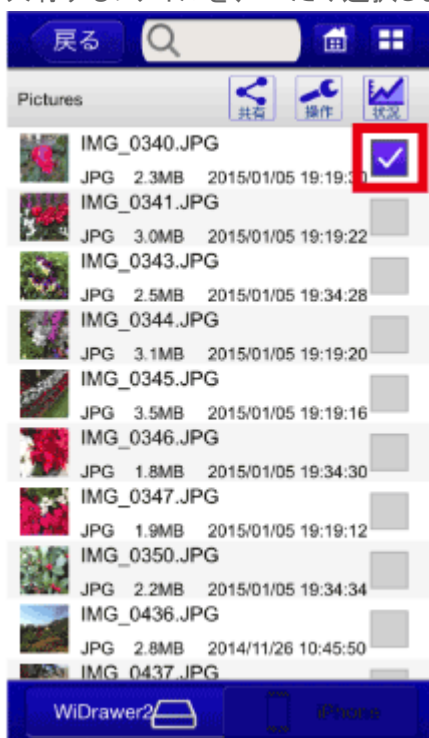 戻る
Pictures
共有 操作 状況
IMG_0340.JPG
JPG 2.3MB 2015/01/05 19:19:30
IMG_0341.JPG
JPG 3.0MB 2015/01/05 19:19:22
IMG_0343.JPG
JPG 2.5MB 2015/01/05 19:34:28
IMG_0344.JPG
JPG 3.1MB 2015/01/05 19:19:20
IMG_0345.JPG
JPG 3.5MB 2015/01/05 19:19:16
IMG_0346.JPG
JPG 1.8MB 2015/01/05 19:34:30
IMG_0347.JPG
JPG 1.9MB 2015/01/05 19:19:12
IMG_0350.JPG
JPG 2.2MB 2015/01/05 19:34:34
IMG_0436.JPG
JPG 2.8MB 2014/11/26 10:45:50
IMG_0437.JPG
WiDrawer2 iPhone